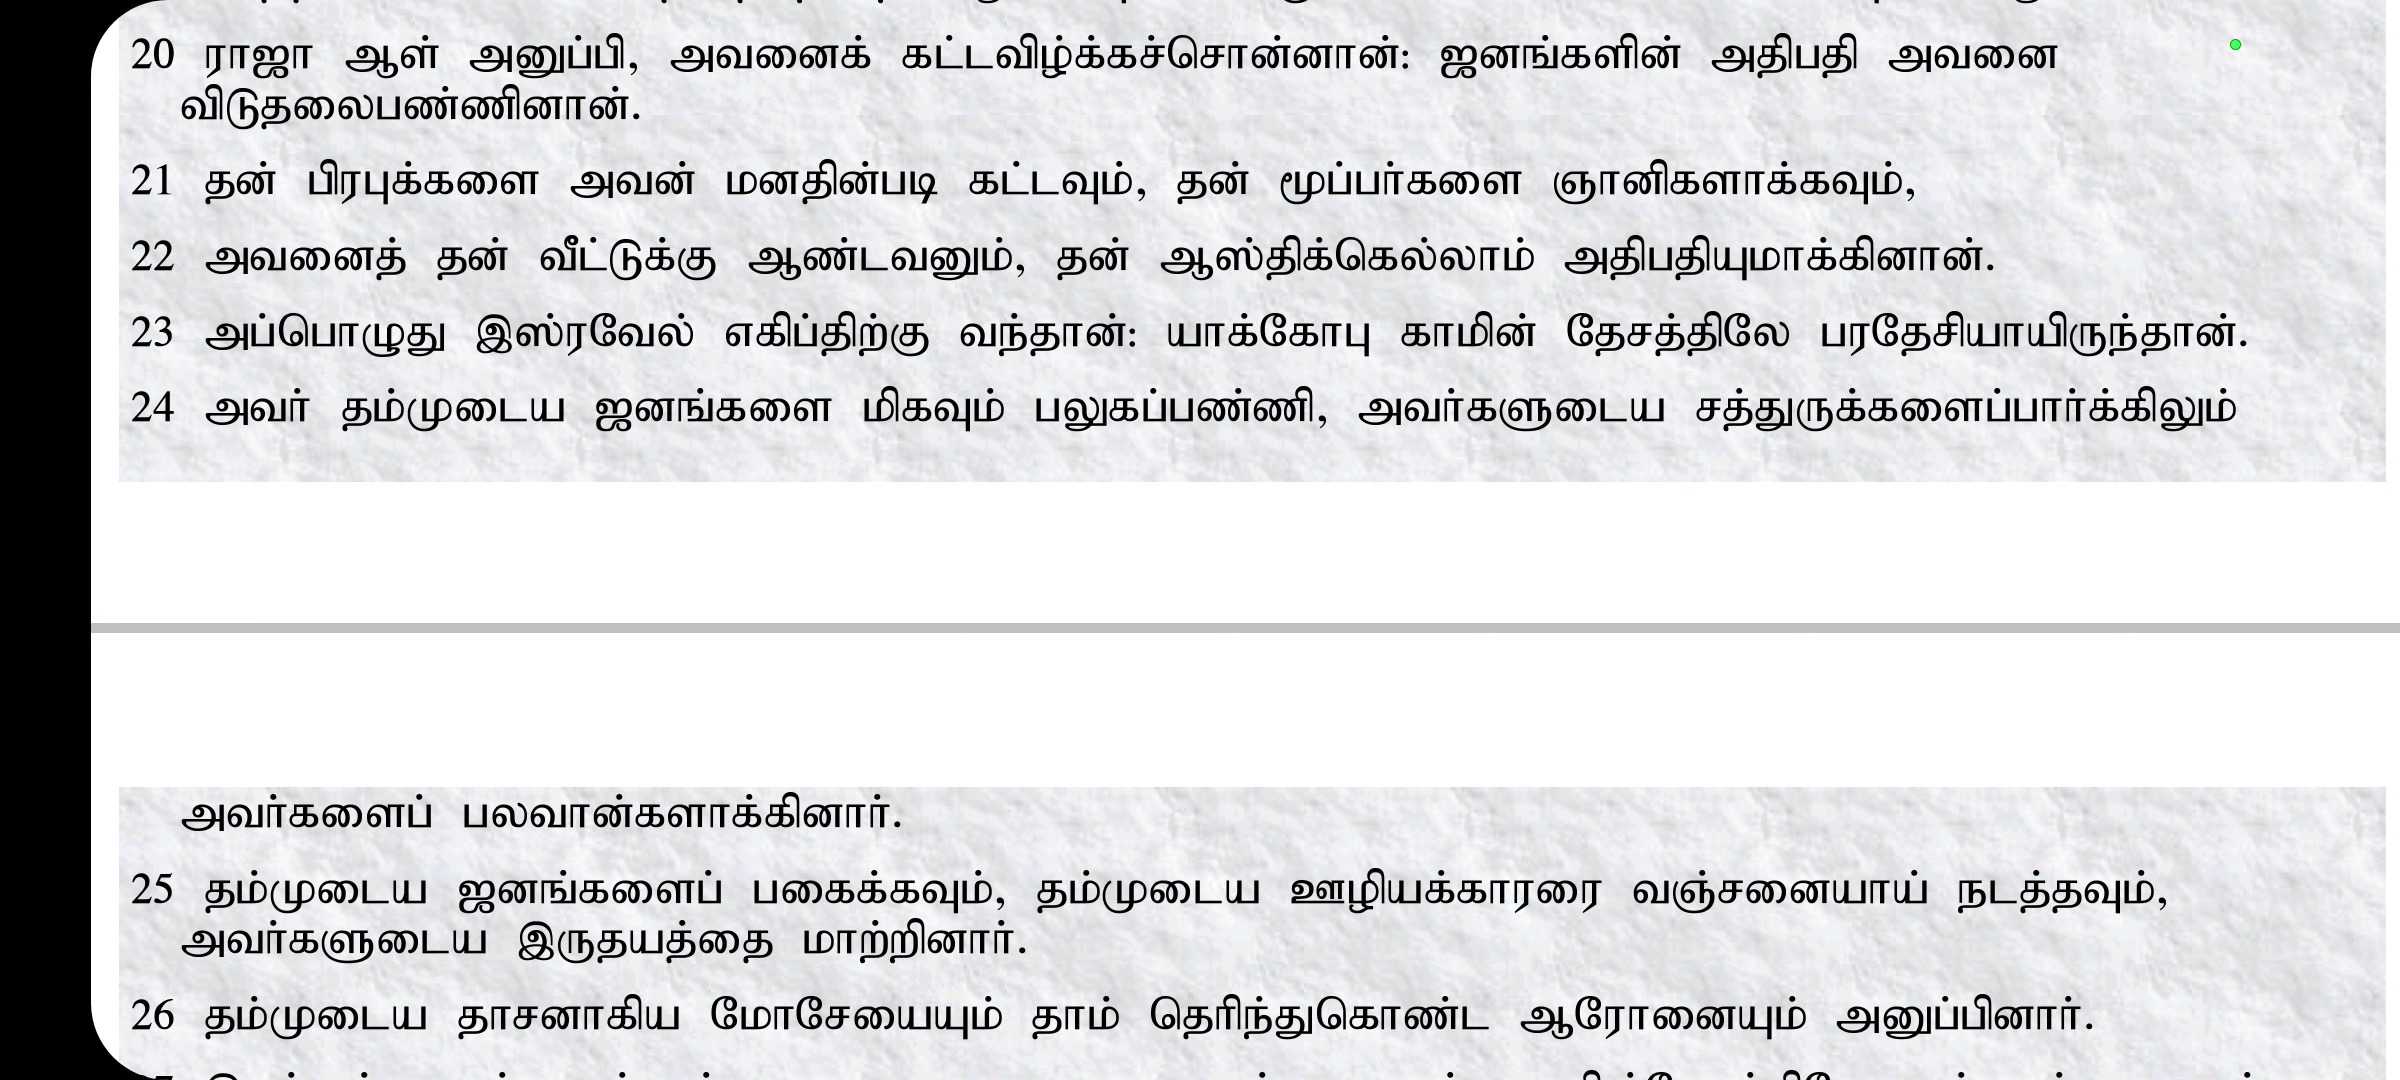 20 ராஜா ஆள் அனுப்பி, அவனைக் கட்டவிழ்க்கச்சொன்னான்: ஜனங்களின் அதிபதி அவனை
விடுதலைபண்ணினான்.
21 தன் பிரபுக்களை அவன் மனதின்படி கட்டவும், தன் மூப்பர்களை ஞானிகளாக்கவும்,
22 அவனைத் தன் வீட்டுக்கு ஆண்டவனும், தன் ஆஸ்திக்கெல்லாம் அதிபதியுமாக்கினான்.
23 அப்பொழுது இஸ்ரவேல் எகிப்திற்கு வந்தான்: யாக்கோபு காமின் தேசத்திலே பரதேசியாயிருந்தான்.
24 அவர் தம்முடைய ஜனங்களை மிகவும் பலுகப்பண்ணி, அவர்களுடைய சத்துருக்களைப்பார்க்கிலும்
அவர்களைப் பலவான்களாக்கினார்.
25 தம்முடைய ஜனங்களைப் பகைக்கவும், தம்முடைய ஊழியக்காரரை வஞ்சனையாய் நடத்தவும்,
அவர்களுடைய இருதயத்தை மாற்றினார்.
26 தம்முடைய தாசனாகிய மோசேயையும் தாம் தெரிந்துகொண்ட ஆரோனையும் அனுப்பினார்.